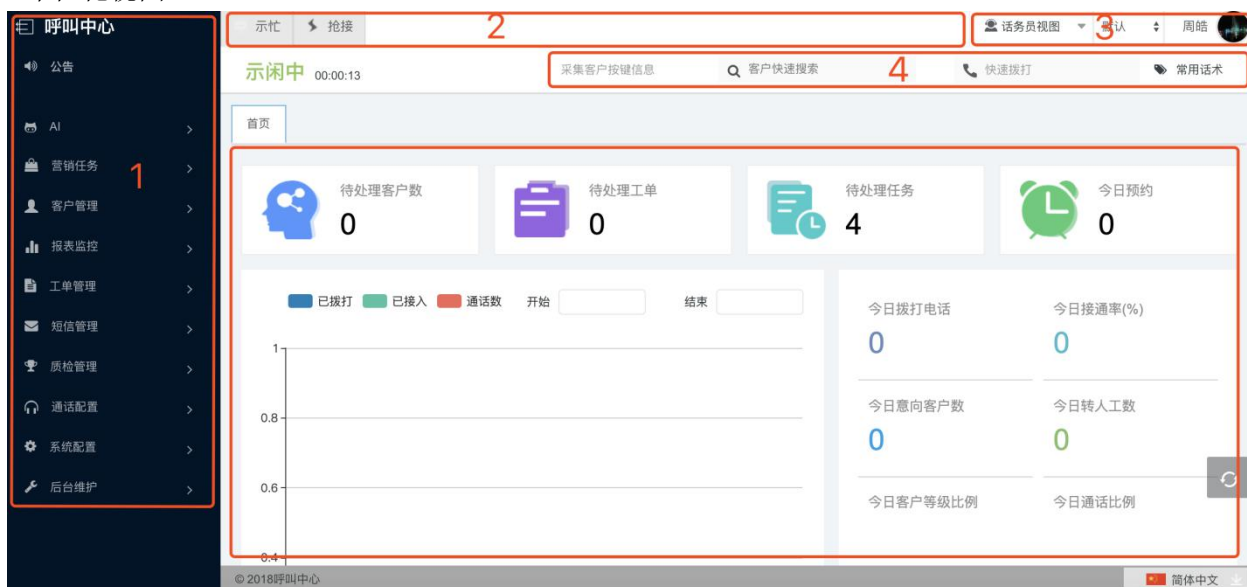 呼叫中心
示忙 抢接 2 话务员视图 3 周皓
公告
示闲中 00:00:13 采集客户按键信息 客户快速搜索 4 快速拨打 常用话术
首页
AI
营销任务 1
客户管理
报表监控
工单管理
短信管理
质检管理
通话配置
系统配置
后台维护
待处理客户数 待处理工单 待处理任务 今日预约
0 0 4 0
已拨打 已接入 通话数 开始 结束
今日拨打电话 今日接通率(%)
0 0
1
0.8
0.6
0.4
今日意向客户数 今日转人工数
0 0
今日客户等级比例 今日通话比例
© 2018呼叫中心 简体中文